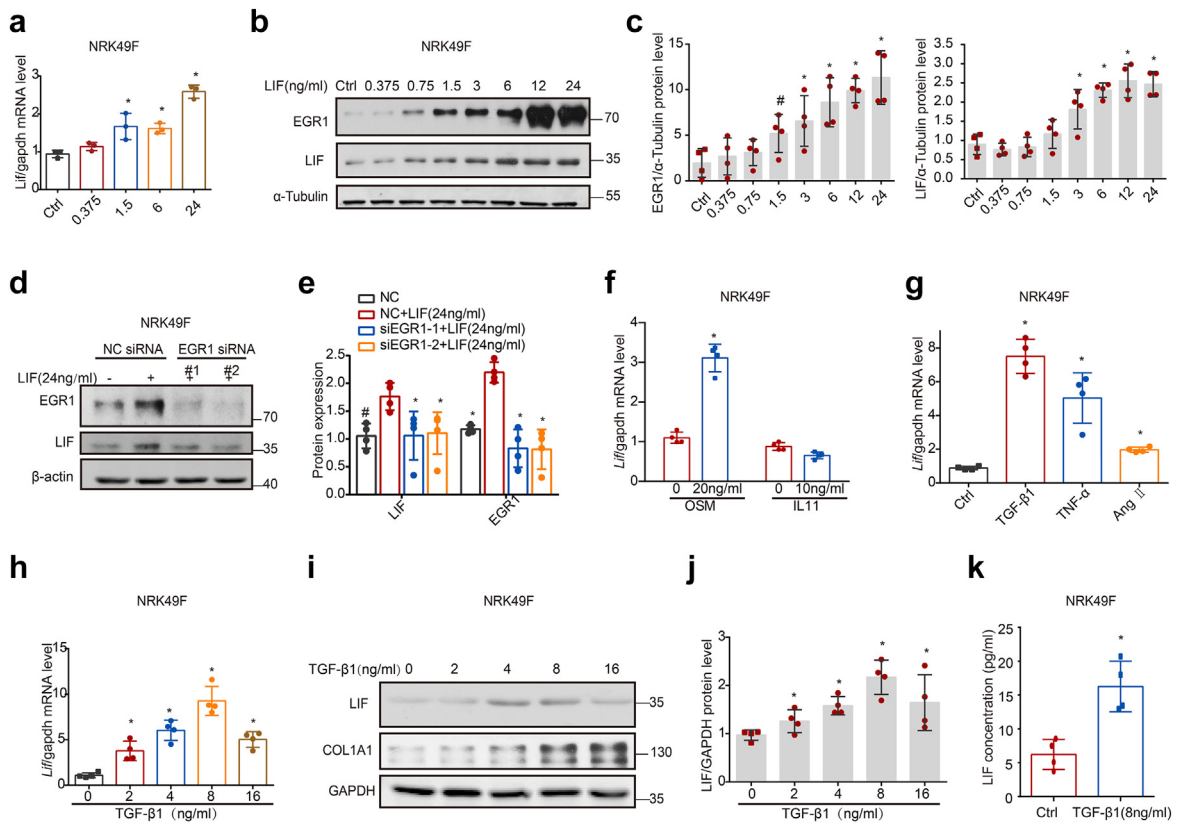 a
NRK49F
Lif/gapdh mRNA level
3
2
1
0
*
*
*
Ctrl
0.375
1.5
6
24
b
NRK49F
LIF(ng/ml) Ctrl 0.375 0.75 1.5 3 6 12 24
EGR1
70
LIF
35
α-Tubulin
55
c
EGR1/α-Tubulin protein level
15
10
5
0
#
*
*
*
*
Ctrl
0.375
0.75
1.5
3
6
12
24
LIF/α-Tubulin protein level
3.5
3.0
2.5
2.0
1.5
1.0
0.5
0.0
*
*
*
*
Ctrl
0.375
0.75
1.5
3
6
12
24
d
NRK49F
NC siRNA EGR1 siRNA
#1 #2
LIF(24ng/ml) - + + +
EGR1
70
LIF
35
β-actin
40
e
NC
NC+LIF(24ng/ml)
siEGR1-1+LIF(24ng/ml)
siEGR1-2+LIF(24ng/ml)
Protein expression
2.5
2.0
1.5
1.0
0.5
0.0
#
*
*
*
*
*
LIF
EGR1
f
NRK49F
Lif/gapdh mRNA level
4
3
2
1
0
*
0 20ng/ml 0 10ng/ml
OSM IL11
g
NRK49F
Lif/gapdh mRNA level
8
6
4
2
0
*
*
*
Ctrl
TGF-β1
TNF-α
Ang Ⅱ
h
NRK49F
Lif/gapdh mRNA level
15
10
5
0
*
*
*
*
0 2 4 8 16
TGF-β1 (ng/ml)
i
NRK49F
TGF-β1(ng/ml) 0 2 4 8 16
LIF
35
COL1A1
130
GAPDH
35
j
NRK49F
LIF/GAPDH protein level
3
2
1
0
*
*
*
*
0 2 4 8 16
TGF-β1 (ng/ml)
k
NRK49F
LIF concentration (pg/ml)
25
20
15
10
5
0
*
Ctrl TGF-β1(8ng/ml)